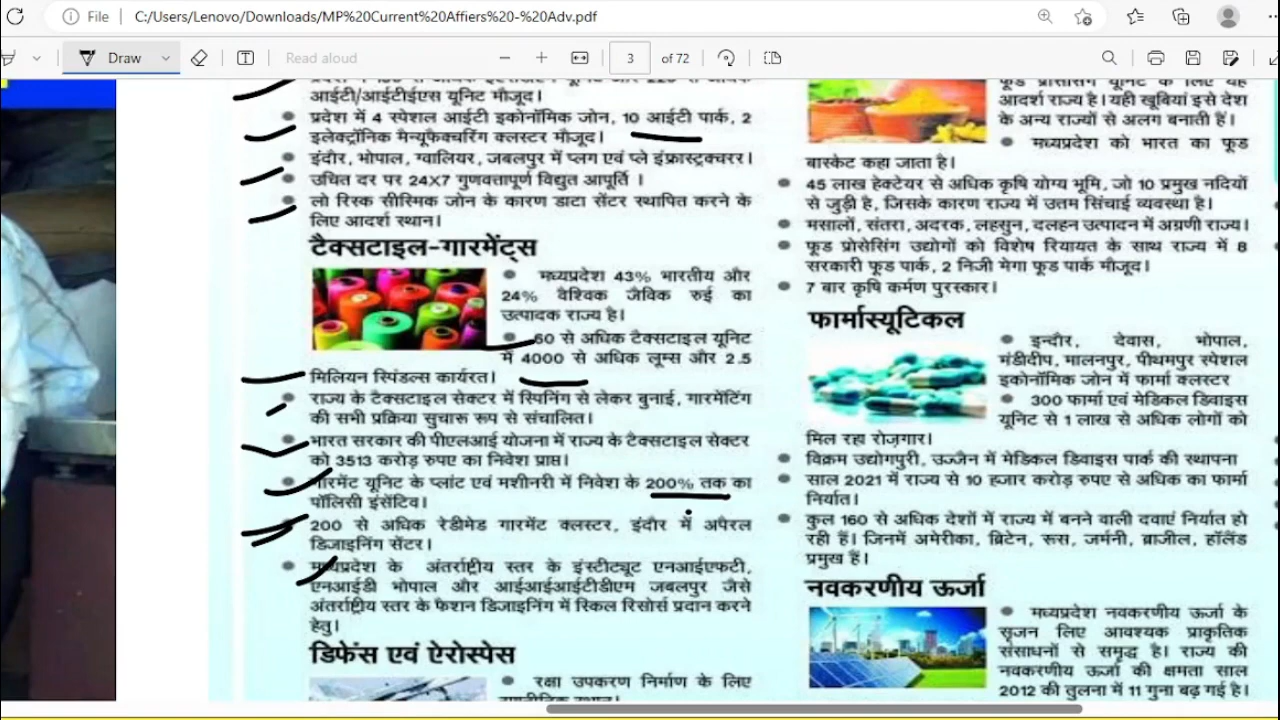 File C:/Users/Lenovo/Downloads/MP%20Current%20Affiers%20-%20Adv.pdf
Draw Read aloud 3 of 72
आईटी/आईटीईएस यूनिट मौजूद।
प्रदेश में 4 स्पेशल आईटी इकोनॉमिक जोन, 10 आईटी पार्क, 2
इलेक्ट्रॉनिक मैन्यूफैक्चरिंग क्लस्टर मौजूद।
इंदौर, भोपाल, ग्वालियर, जबलपुर में प्लग एवं प्ले इंफ्रास्ट्रक्चरर।
उचित दर पर 24X7 गुणवत्तापूर्ण विद्युत आपूर्ति ।
लो रिस्क सीस्मिक जोन के कारण डाटा सेंटर स्थापित करने के
लिए आदर्श स्थान।
टैक्सटाइल-गारमेंट्स
मध्यप्रदेश 43% भारतीय और
24% वैश्विक जैविक रुई का
उत्पादक राज्य है।
60 से अधिक टैक्सटाइल यूनिट
में 4000 से अधिक लूम्स और 2.5
मिलियन स्पिंडल्स कार्यरत।
राज्य के टैक्सटाइल सेक्टर में स्पिनिंग से लेकर बुनाई, गारमेंटिंग
की सभी प्रक्रिया सुचारू रूप से संचालित।
भारत सरकार की पीएलआई योजना में राज्य के टैक्सटाइल सेक्टर
को 3513 करोड़ रुपए का निवेश प्राप्त।
गारमेंट यूनिट के प्लांट एवं मशीनरी में निवेश के 200% तक का
पॉलिसी इंसेंटिव।
200 से अधिक रेडीमेड गारमेंट क्लस्टर, इंदौर में अपैरल
डिजाइनिंग सेंटर।
मध्यप्रदेश के अंतर्राष्ट्रीय स्तर के इंस्टीट्यूट एनआईएफटी,
एनआईडी भोपाल और आईआईआईटीडीएम जबलपुर जैसे
अंतर्राष्ट्रीय स्तर के फैशन डिजाइनिंग में स्किल रिसोर्स प्रदान करने
हेतु।
डिफेंस एवं ऐरोस्पेस
रक्षा उपकरण निर्माण के लिए
फूड प्रोसेसिंग यूनिट के लिए यह
आदर्श राज्य है। यही खूबियां इसे देश
के अन्य राज्यों से अलग बनाती हैं।
मध्यप्रदेश को भारत का फूड
बास्केट कहा जाता है।
45 लाख हेक्टेयर से अधिक कृषि योग्य भूमि, जो 10 प्रमुख नदियों
से जुड़ी है, जिसके कारण राज्य में उत्तम सिंचाई व्यवस्था है।
मसालों, संतरा, अदरक, लहसुन, दलहन उत्पादन में अग्रणी राज्य।
फूड प्रोसेसिंग उद्योगों को विशेष रियायत के साथ राज्य में 8
सरकारी फूड पार्क, 2 निजी मेगा फूड पार्क मौजूद।
7 बार कृषि कर्मण पुरस्कार।
फार्मास्यूटिकल
इन्दौर, देवास, भोपाल,
मंडीदीप, मालनपुर, पीथमपुर स्पेशल
इकोनॉमिक जोन में फार्मा क्लस्टर
300 फार्मा एवं मेडिकल डिवाइस
यूनिट से 1 लाख से अधिक लोगों को
मिल रहा रोज़गार।
विक्रम उद्योगपुरी, उज्जैन में मेडिकल डिवाइस पार्क की स्थापना
साल 2021 में राज्य से 10 हजार करोड़ रुपए से अधिक का फार्मा
निर्यात।
कुल 160 से अधिक देशों में राज्य में बनने वाली दवाएं निर्यात हो
रही हैं। जिनमें अमेरीका, ब्रिटेन, रूस, जर्मनी, ब्राजील, हॉलैंड
प्रमुख हैं।
नवकरणीय ऊर्जा
मध्यप्रदेश नवकरणीय ऊर्जा के
सृजन लिए आवश्यक प्राकृतिक
संसाधनों से समृद्ध है। राज्य की
नवकरणीय ऊर्जा की क्षमता साल
2012 की तुलना में 11 गुना बढ़ गई है।